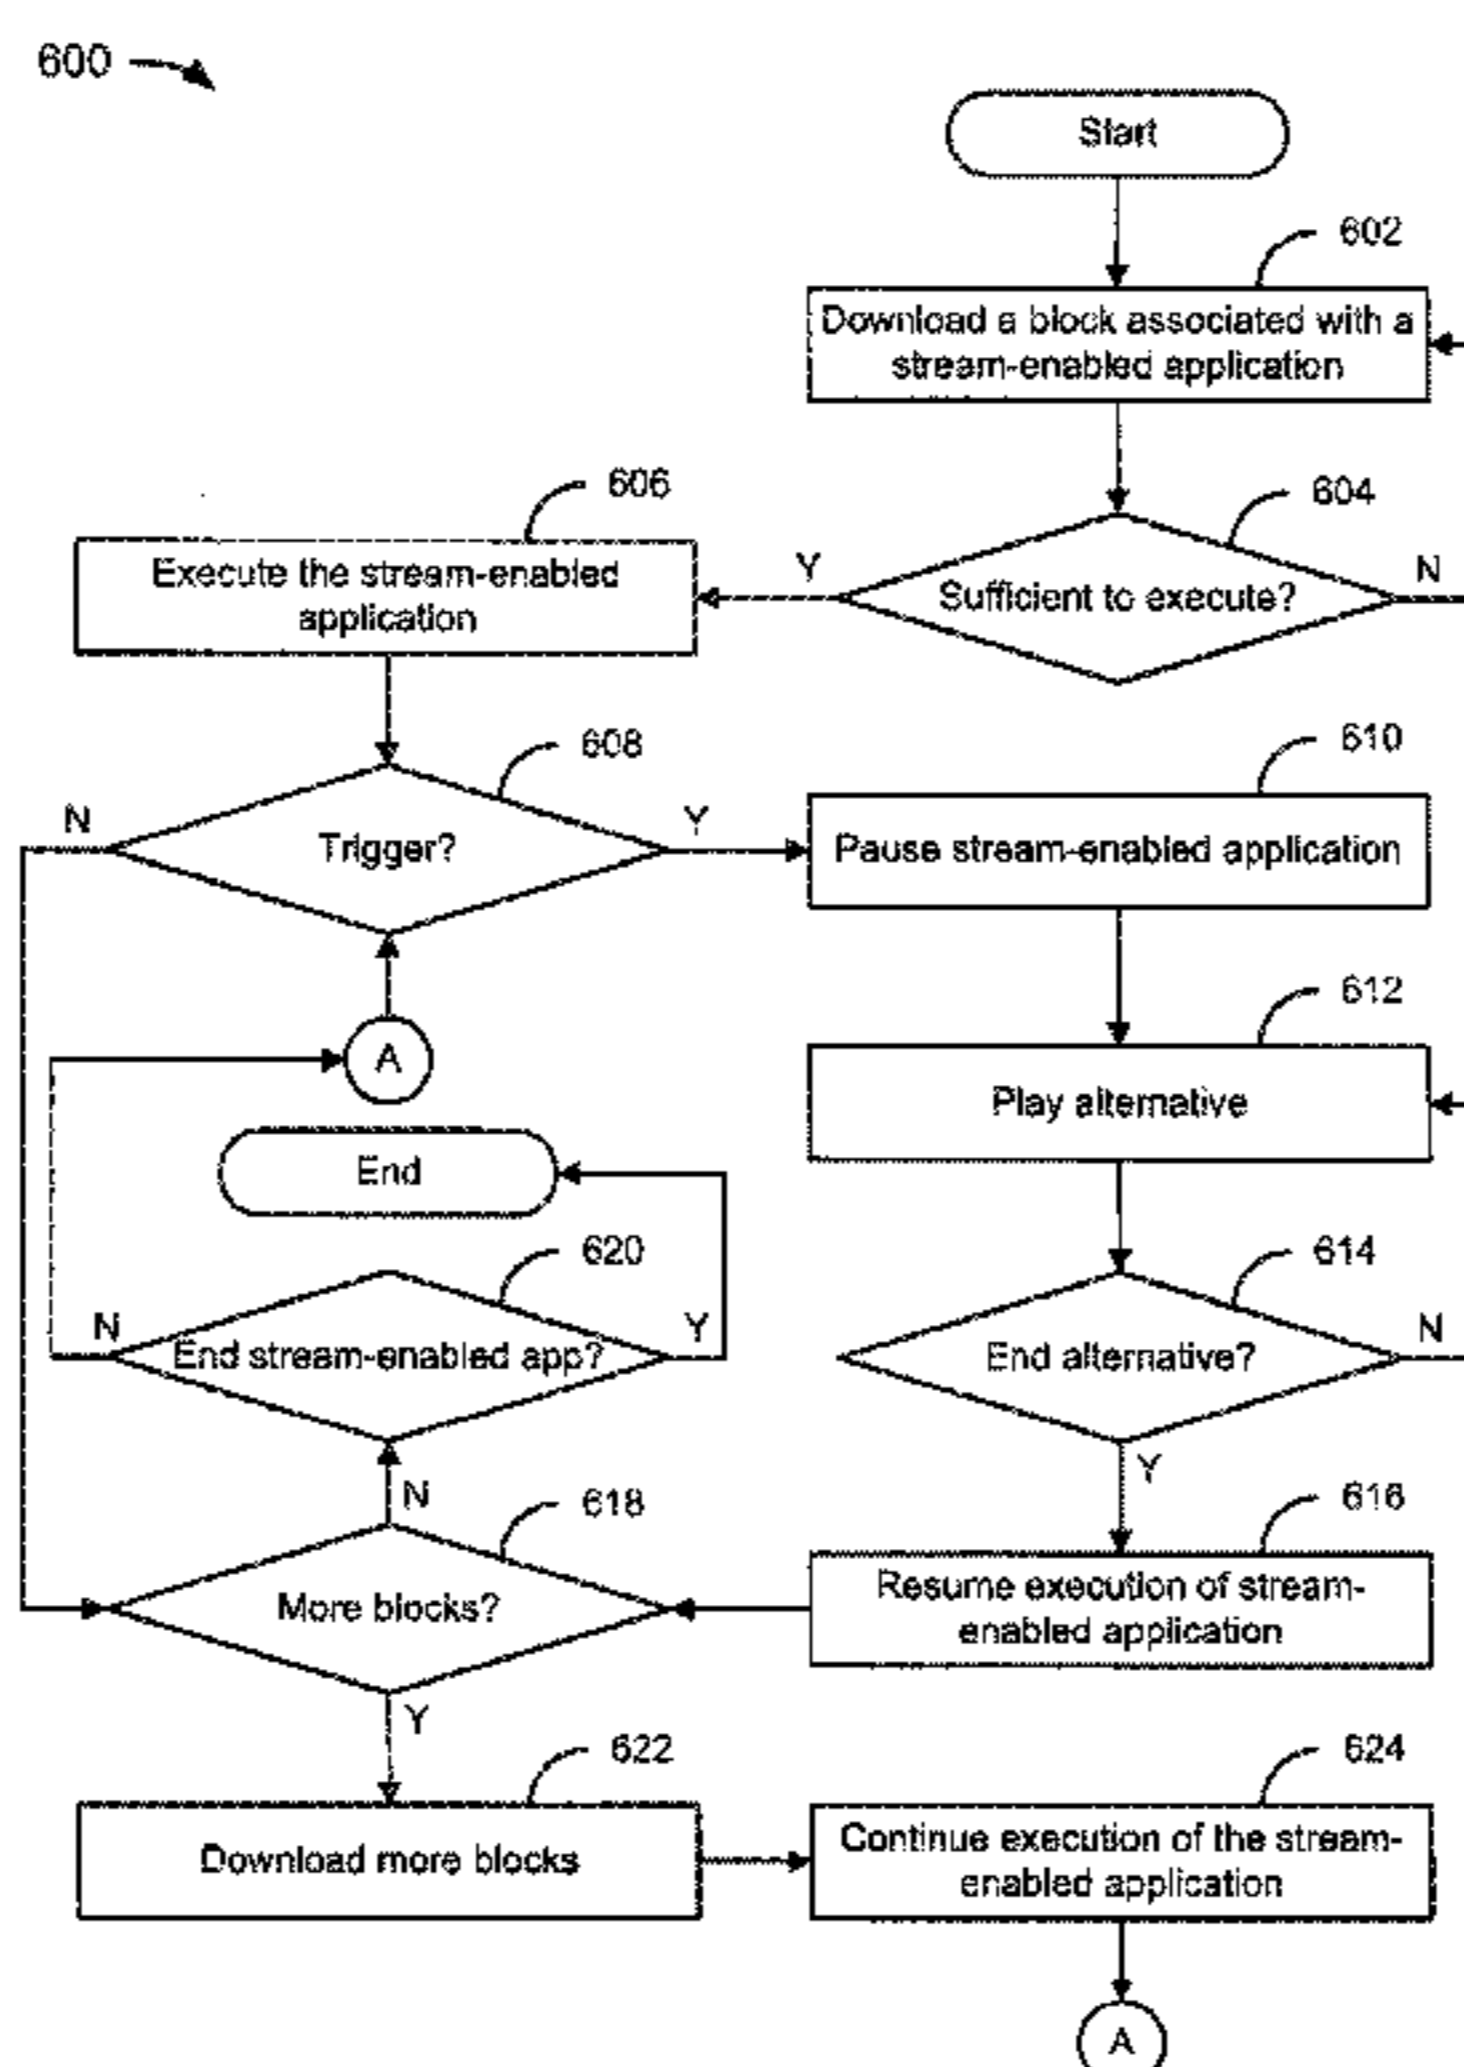 600
Start
602
Download a block associated with a
stream-enabled application
606
604
Execute the stream-enabled
application
Y
Sufficient to execute?
N
608
610
N
Trigger?
Y
Pause stream-enabled application
612
A
Play alternative
End
620
614
N
End stream-enabled app?
Y
End alternative?
N
Y
N
618
616
More blocks?
Resume execution of stream-
enabled application
Y
622
624
Download more blocks
Continue execution of the stream-
enabled application
A